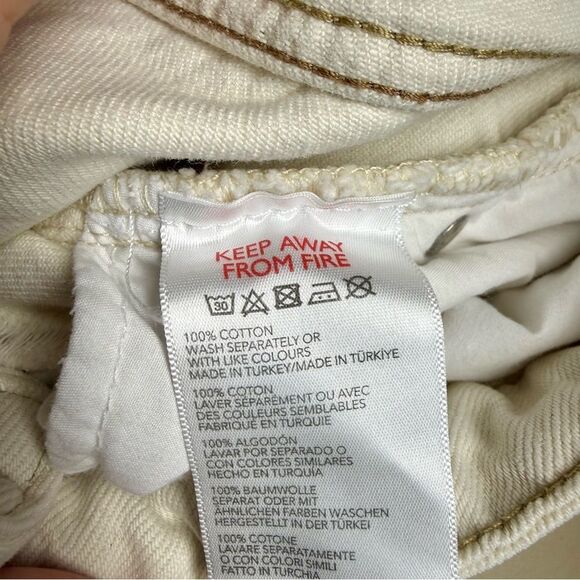 KEEP AWAY
FROM FIRE
30
100% COTTON
WASH SEPARATELY OR
WITH LIKE COLOURS
MADE IN TURKEY/MADE IN TÜRKİYE
100% COTON
LAVER SÉPARÉMENT OU AVEC
DES COULEURS SEMBLABLES
FABRIQUÉ EN TURQUIE
100% ALGODÓN
LAVAR POR SEPARADO O
CON COLORES SIMILARES
HECHO EN TURQUÍA
100% BAUMWOLLE
SEPARAT ODER MIT
ÄHNLICHEN FARBEN WASCHEN
HERGESTELLT IN DER TÜRKEI
100% COTONE
LAVARE SEPARATAMENTE
O CON COLORI SIMILI
FATTO IN TURCHIA